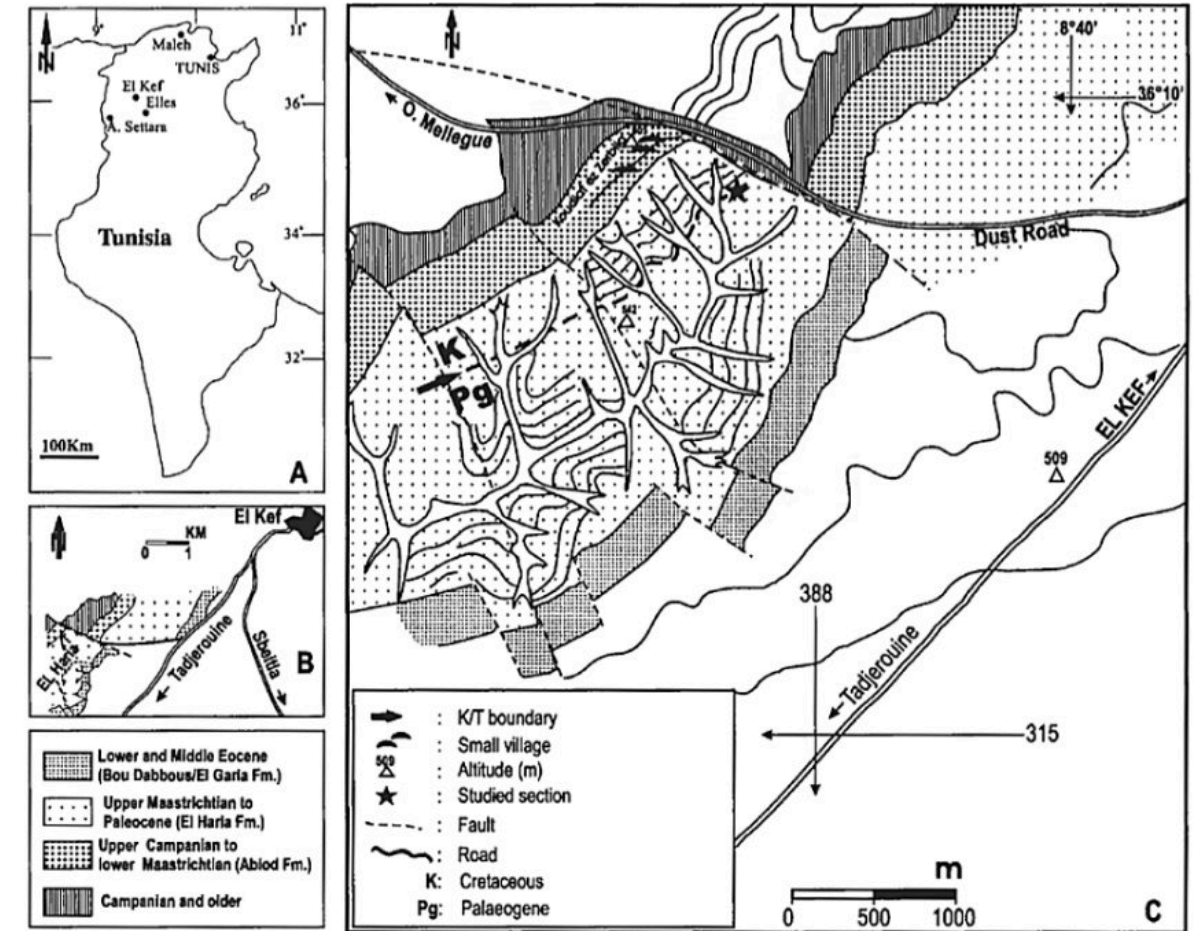 N
9°
11°
Maleh
TUNIS
El Kef
Elles
A. Settara
36°
34°
32°
Tunisia
100Km
A
El Kef
KM
0 1
EL Haria
Tadjerouine
Sbeitla
B
Lower and Middle Eocene
(Bou Dabbous/El Garia Fm.)
Upper Maastrichtian to
Paleocene (El Haria Fm.)
Upper Campanian to
lower Maastrichtian (Abiod Fm.)
Campanian and older
N
8°40'
36°10'
O. Mellegue
Dust Road
K
Pg
EL KEF
509
388
Tadjerouine
315
: K/T boundary
: Small village
509
: Altitude (m)
: Studied section
: Fault
: Road
K: Cretaceous
Pg: Palaeogene
m
0 500 1000
C